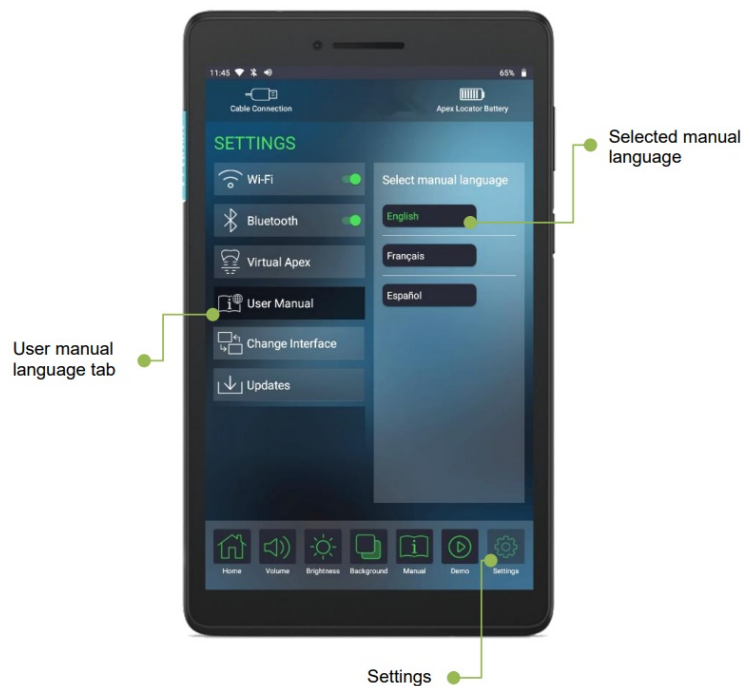 11:45
65%
Cable Connection
Apex Locator Battery
SETTINGS
Wi-Fi
Bluetooth
Virtual Apex
User Manual
Change Interface
Updates
Select manual language
English
Français
Español
Home
Volume
Brightness
Background
Manual
Demo
Settings
Selected manual
language
User manual
language tab
Settings